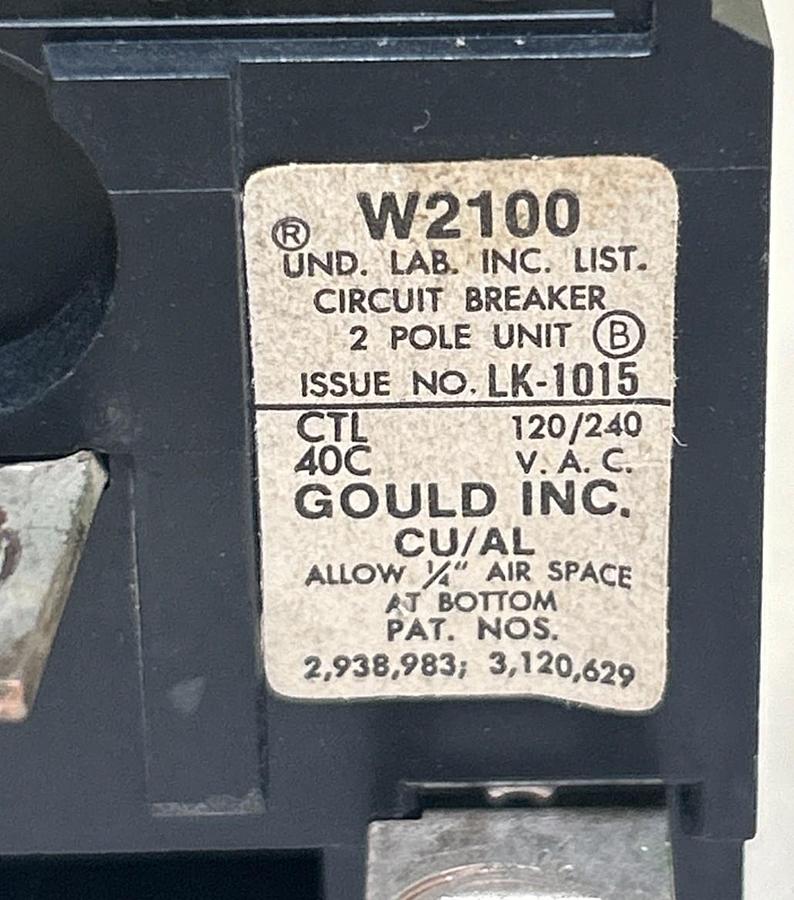 W2100
®
UND. LAB. INC. LIST.
CIRCUIT BREAKER
2 POLE UNIT Ⓑ
ISSUE NO. LK-1015
CTL 120/240
40C V. A. C.
GOULD INC.
CU/AL
ALLOW ¼" AIR SPACE
AT BOTTOM
PAT. NOS.
2,938,983; 3,120,629